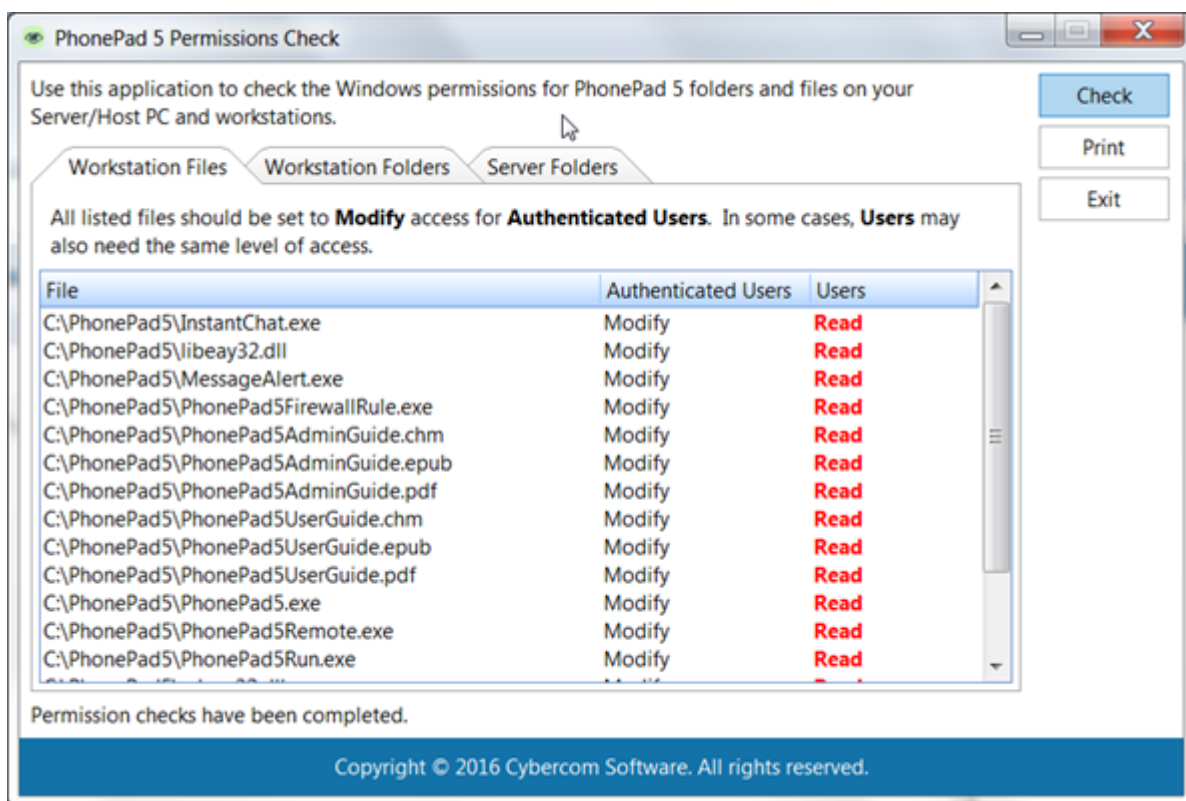 PhonePad 5 Permissions Check
Use this application to check the Windows permissions for PhonePad 5 folders and files on your
Server/Host PC and workstations.
Check
Print
Exit
Workstation Files Workstation Folders Server Folders
All listed files should be set to Modify access for Authenticated Users. In some cases, Users may
also need the same level of access.
File Authenticated Users Users
C:\PhonePad5\InstantChat.exe Modify Read
C:\PhonePad5\libeay32.dll Modify Read
C:\PhonePad5\MessageAlert.exe Modify Read
C:\PhonePad5\PhonePad5FirewallRule.exe Modify Read
C:\PhonePad5\PhonePad5AdminGuide.chm Modify Read
C:\PhonePad5\PhonePad5AdminGuide.epub Modify Read
C:\PhonePad5\PhonePad5AdminGuide.pdf Modify Read
C:\PhonePad5\PhonePad5UserGuide.chm Modify Read
C:\PhonePad5\PhonePad5UserGuide.epub Modify Read
C:\PhonePad5\PhonePad5UserGuide.pdf Modify Read
C:\PhonePad5\PhonePad5.exe Modify Read
C:\PhonePad5\PhonePad5Remote.exe Modify Read
C:\PhonePad5\PhonePad5Run.exe Modify Read
Permission checks have been completed.
Copyright © 2016 Cybercom Software. All rights reserved.